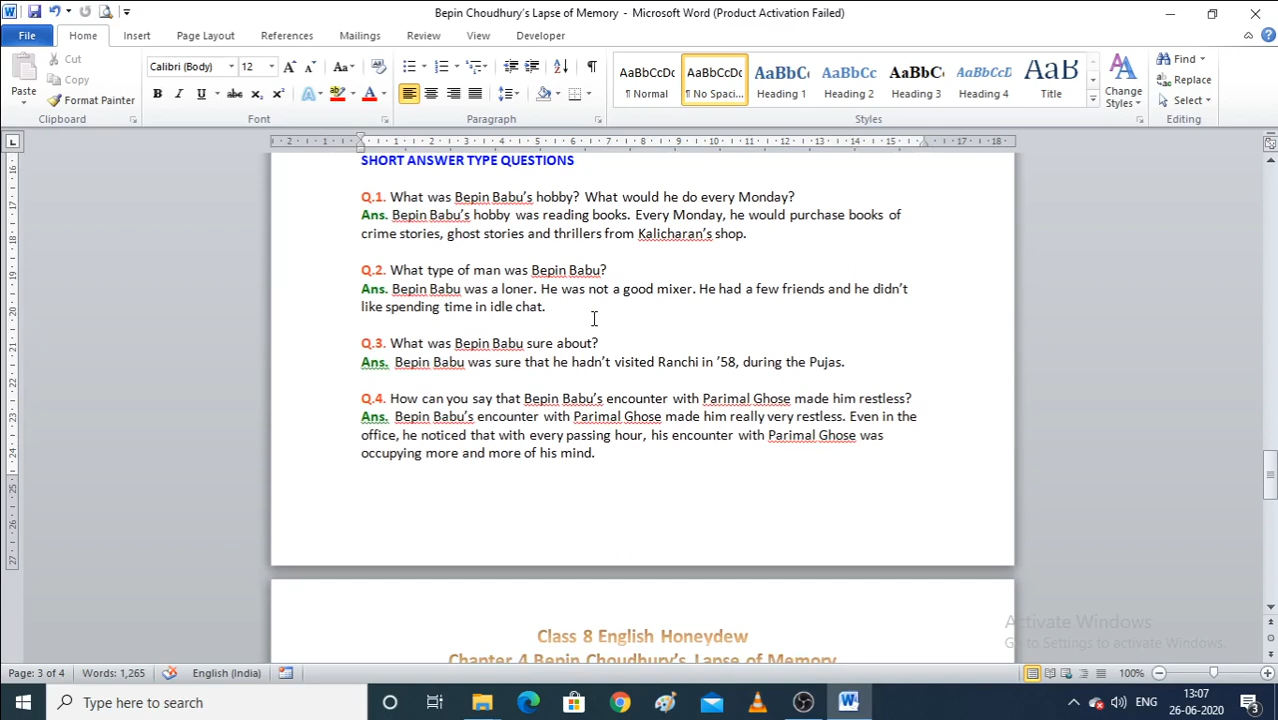 Bepin Choudhury's Lapse of Memory - Microsoft Word (Product Activation Failed)
File Home Insert Page Layout References Mailings Review View Developer
Paste
Cut
Copy
Format Painter
Clipboard
Calibri (Body) 12
Font
Paragraph
AaBbCcDc
¶ Normal
AaBbCcDc
¶ No Spaci...
AaBbC
Heading 1
AaBbCc
Heading 2
AaBbC
Heading 3
AaBbCcD
Heading 4
AaB
Title
Change
Styles
Styles
Find
Replace
Select
Editing
SHORT ANSWER TYPE QUESTIONS
Q.1. What was Bepin Babu's hobby? What would he do every Monday?
Ans. Bepin Babu's hobby was reading books. Every Monday, he would purchase books of
crime stories, ghost stories and thrillers from Kalicharan's shop.
Q.2. What type of man was Bepin Babu?
Ans. Bepin Babu was a loner. He was not a good mixer. He had a few friends and he didn't
like spending time in idle chat.
Q.3. What was Bepin Babu sure about?
Ans. Bepin Babu was sure that he hadn't visited Ranchi in '58, during the Pujas.
Q.4. How can you say that Bepin Babu's encounter with Parimal Ghose made him restless?
Ans. Bepin Babu's encounter with Parimal Ghose made him really very restless. Even in the
office, he noticed that with every passing hour, his encounter with Parimal Ghose was
occupying more and more of his mind.
Class 8 English Honeydew
Chapter 4 Bepin Choudhury's Lapse of Memory
Activate Windows
Go to Settings to activate Windows.
Page: 3 of 4 Words: 1,265 English (India) 100%
Type here to search
ENG
13:07
26-06-2020
3